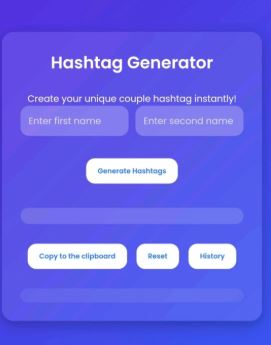 Hashtag Generator
Create your unique couple hashtag instantly!
Enter first name Enter second name
Generate Hashtags
Copy to the clipboard Reset History